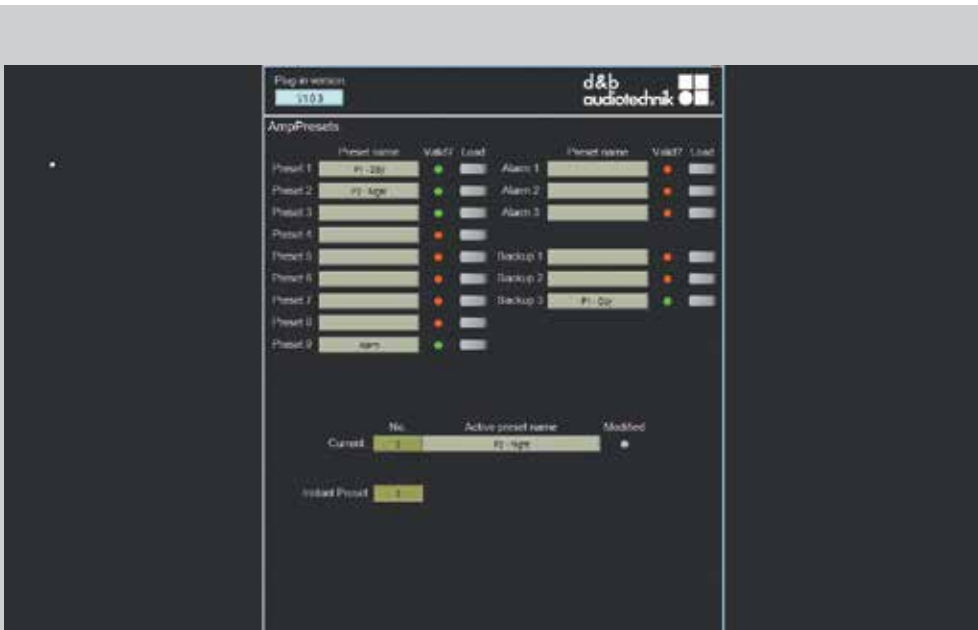 Plug-in version
V1.0.3
d&b
audiotechnik
AmpPresets
Preset name Valid? Load Preset name Valid? Load
Preset 1 P1 - Day Alarm 1
Preset 2 P2 - Night Alarm 2
Preset 3 Alarm 3
Preset 4
Preset 5 Backup 1
Preset 6 Backup 2
Preset 7 Backup 3 P1 - Day
Preset 8
Preset 9 Alarm
No. Active preset name Modified
Current P2 - Night
Instant Preset